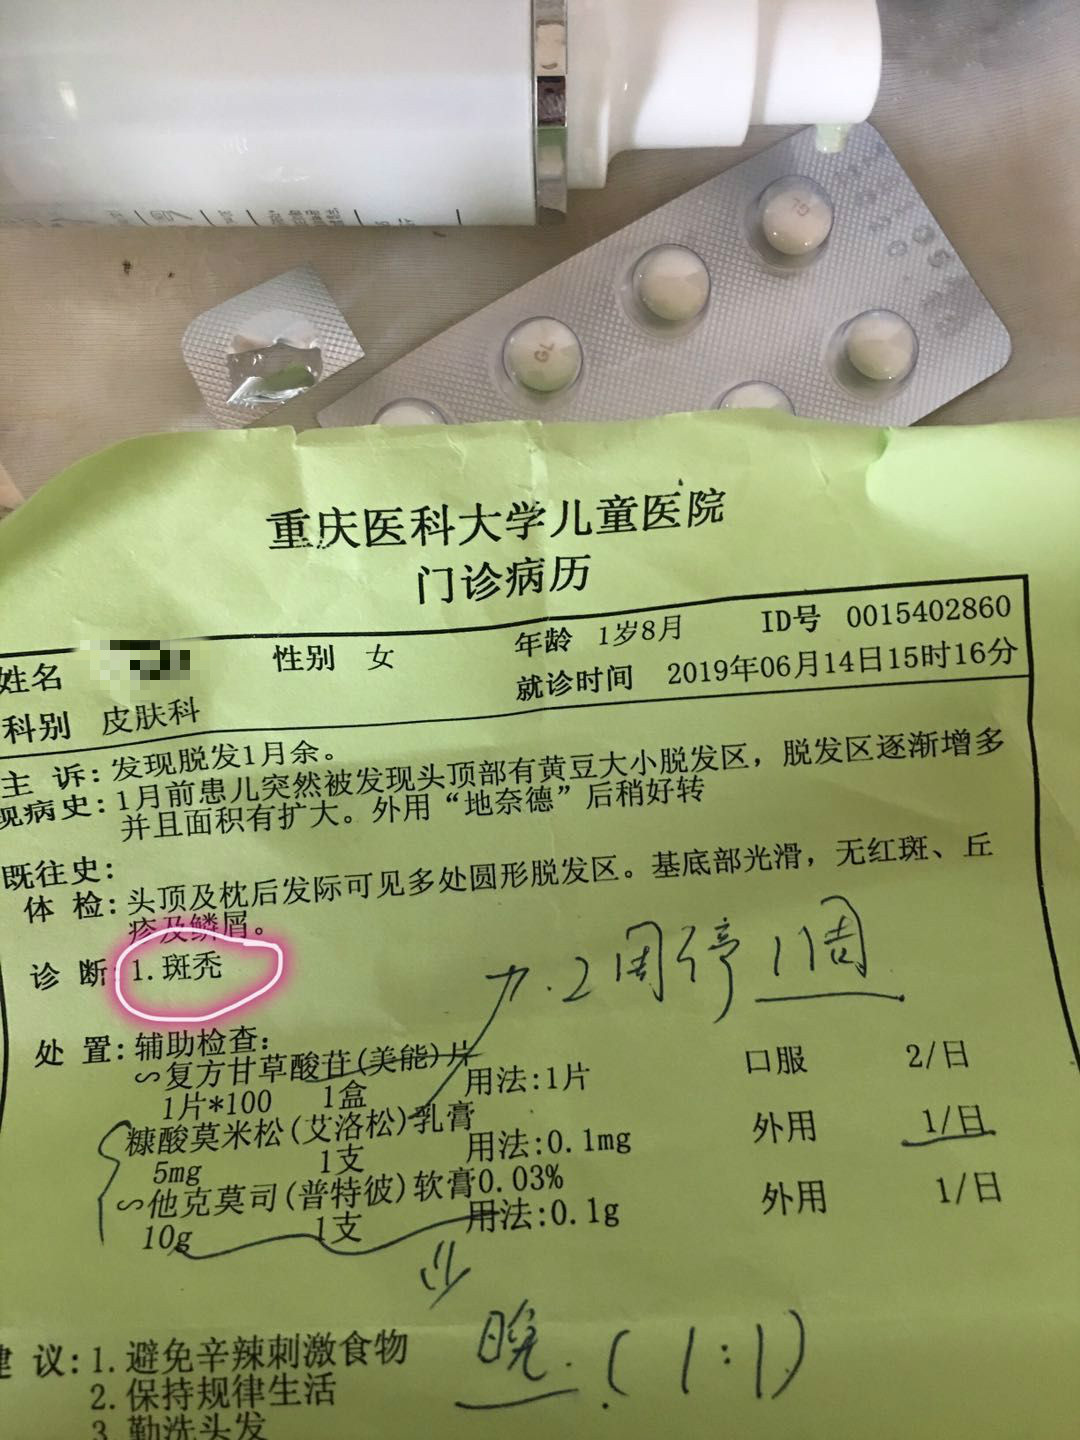 GL
GL
重庆医科大学儿童医院
门诊病历
姓名 性别 女 年龄 1岁8月 ID号 0015402860
科别 皮肤科 就诊时间 2019年06月14日15时16分
主 诉: 发现脱发1月余。
现病史: 1月前患儿突然被发现头顶部有黄豆大小脱发区，脱发区逐渐增多
并且面积有扩大。外用“地奈德”后稍好转
既往史:
体 检: 头顶及枕后发际可见多处圆形脱发区。基底部光滑，无红斑、丘
疹及鳞屑。
诊 断: 1.斑秃
用2周停1周
处 置: 辅助检查:
∽复方甘草酸苷(美能)片
1片*100 1盒 用法:1片 口服 2/日
糠酸莫米松(艾洛松)乳膏
5mg 1支 用法:0.1mg 外用 1/日
∽他克莫司(普特彼)软膏0.03%
10g 1支 用法:0.1g 外用 1/日
晚.(1:1)
建 议: 1.避免辛辣刺激食物
2.保持规律生活
3.勤洗头发